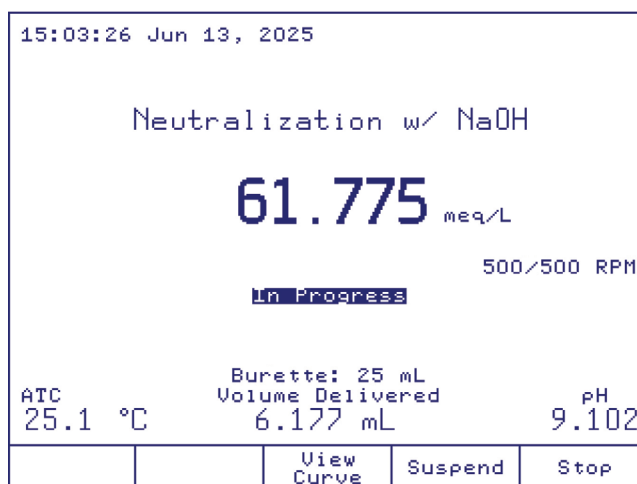 15:03:26 Jun 13, 2025
Neutralization w/ NaOH
61.775 meq/L
500/500 RPM
In Progress
Burette: 25 mL
ATC
Volume Delivered
pH
25.1 °C
6.177 mL
9.102
View
Curve
Suspend
Stop